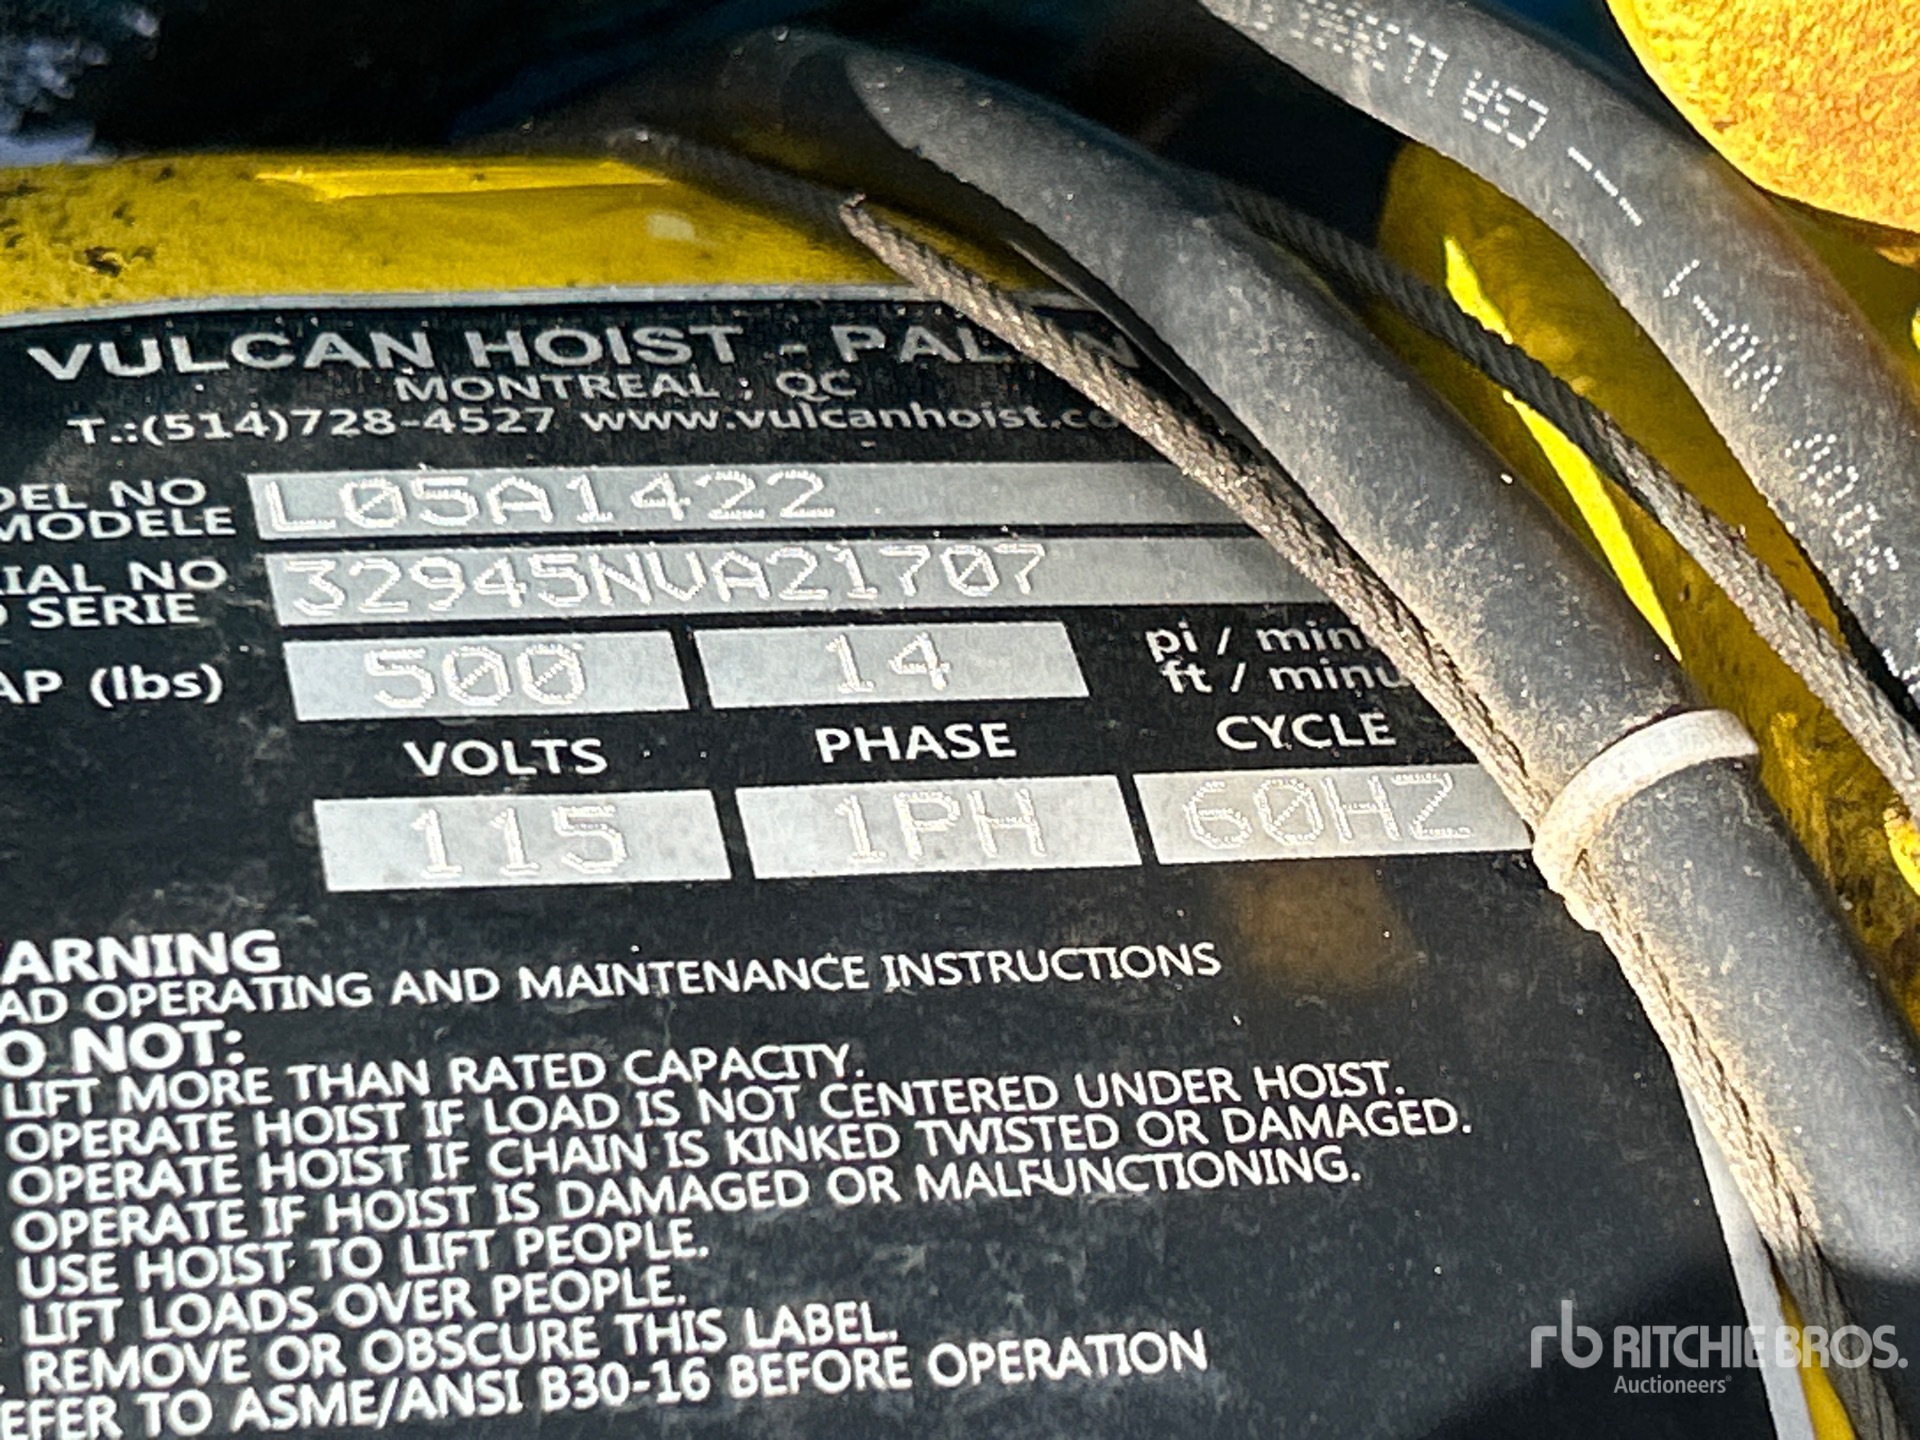 VULCAN HOIST - PAL
MONTREAL, QC
T.:(514)728-4527 www.vulcanhoist.co
DEL NO
MODELE
L05A1422
IAL NO
SERIE
32945NVA21707
AP (lbs)
500
14
pi / min
ft / minu
VOLTS
PHASE
CYCLE
115
1PH
60HZ
ARNING
AD OPERATING AND MAINTENANCE INSTRUCTIONS
O NOT:
LIFT MORE THAN RATED CAPACITY.
OPERATE HOIST IF LOAD IS NOT CENTERED UNDER HOIST.
OPERATE HOIST IF CHAIN IS KINKED TWISTED OR DAMAGED.
OPERATE IF HOIST IS DAMAGED OR MALFUNCTIONING.
USE HOIST TO LIFT PEOPLE.
LIFT LOADS OVER PEOPLE.
REMOVE OR OBSCURE THIS LABEL.
EFER TO ASME/ANSI B30-16 BEFORE OPERATION
CSA ---
rb RITCHIE BROS.
Auctioneers